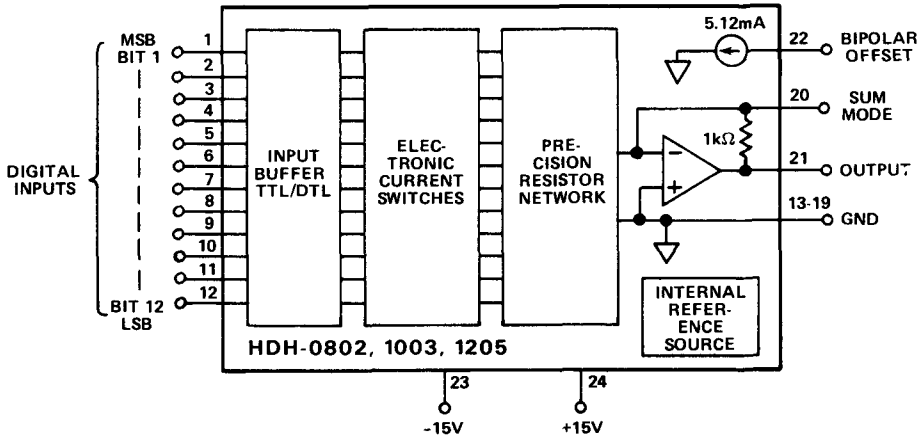 MSB
BIT 1
1
2
3
4
5
6
7
8
9
10
11
12
DIGITAL
INPUTS
BIT 12
LSB
INPUT
BUFFER
TTL/DTL
ELEC-
TRONIC
CURRENT
SWITCHES
PRE-
CISION
RESISTOR
NETWORK
5.12mA
22
BIPOLAR
OFFSET
20
SUM
MODE
1kΩ
−
+
21
OUTPUT
13-19
GND
INTERNAL
REFER-
ENCE
SOURCE
HDH-0802, 1003, 1205
23
-15V
24
+15V